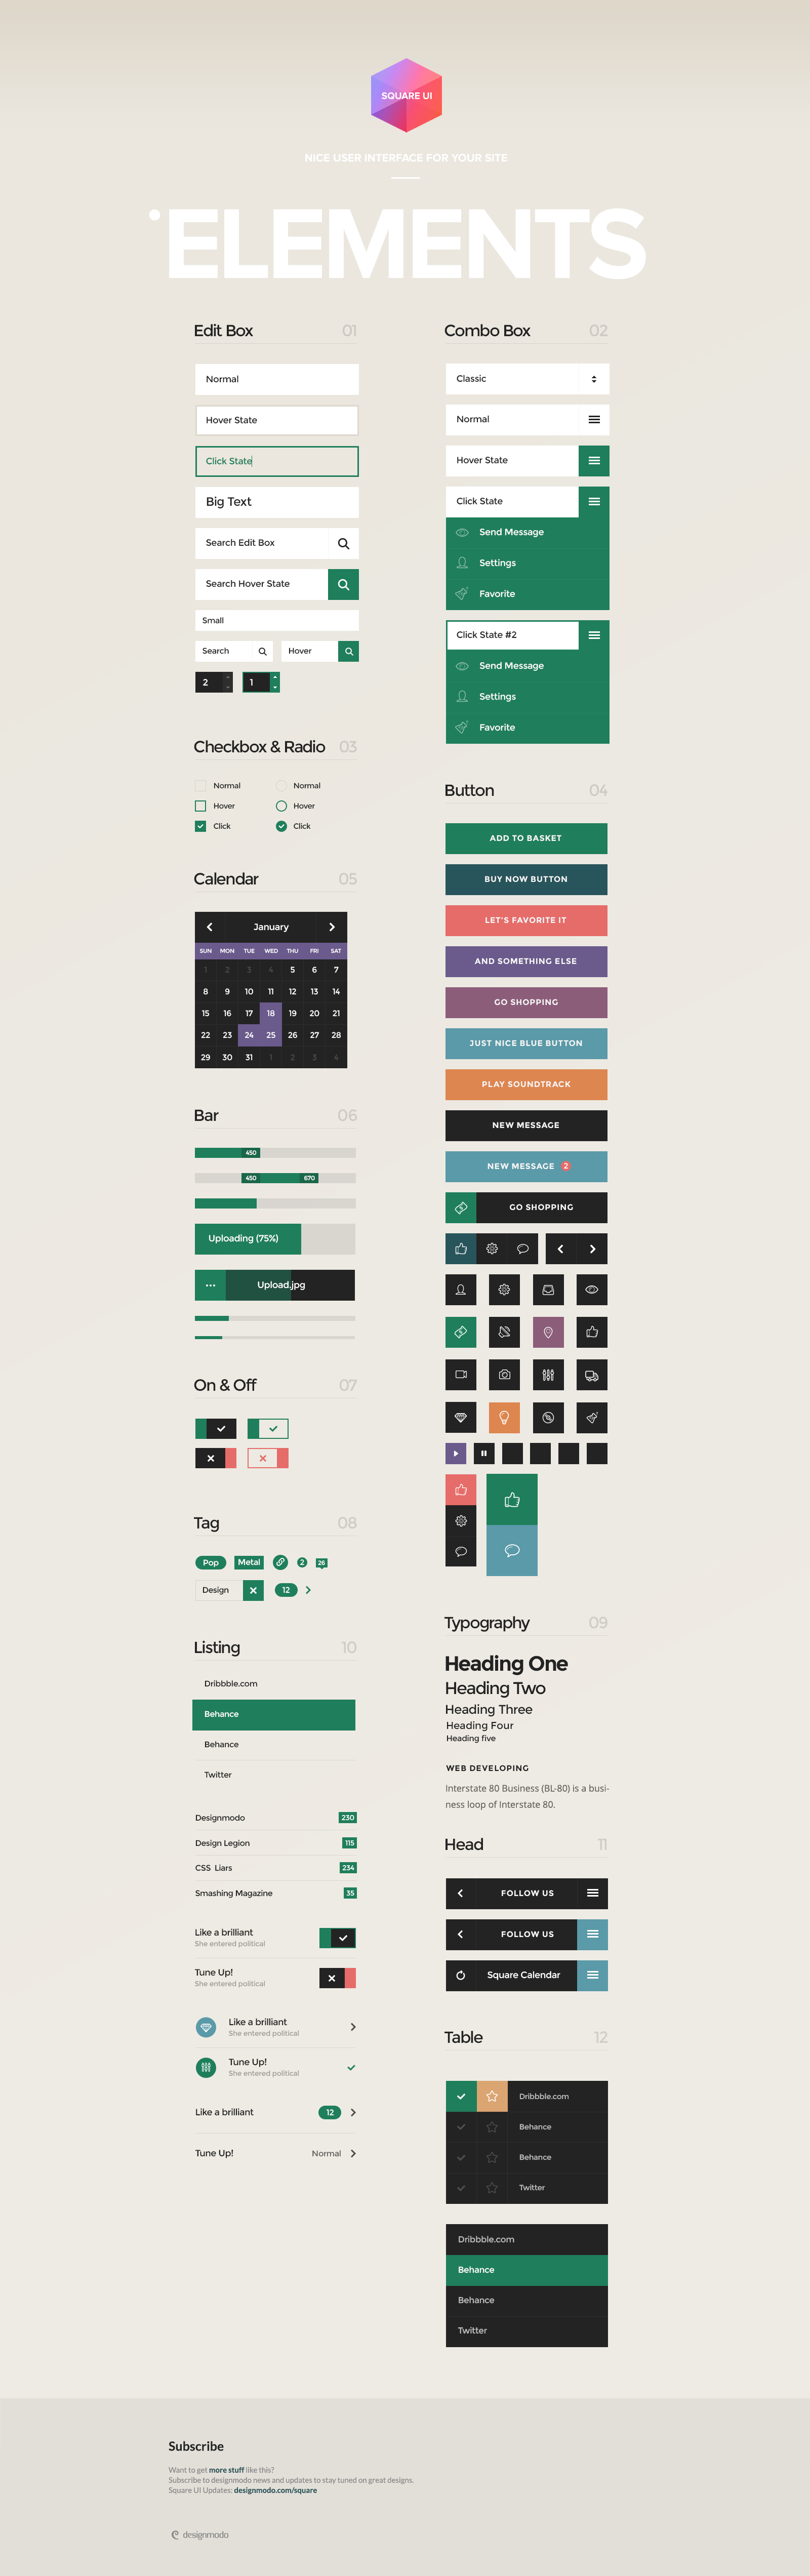 SQUARE UI
NICE USER INTERFACE FOR YOUR SITE
ELEMENTS
Edit Box 01
Normal
Hover State
Click State
Big Text
Search Edit Box
Search Hover State
Small
Search Hover
2 1
Checkbox & Radio 03
Normal Normal
Hover Hover
Click Click
Calendar 05
January
SUN MON TUE WED THU FRI SAT
1 2 3 4 5 6 7
8 9 10 11 12 13 14
15 16 17 18 19 20 21
22 23 24 25 26 27 28
29 30 31 1 2 3 4
Bar 06
450
450 670
Uploading (75%)
Upload.jpg
On & Off 07
Tag 08
Pop Metal 2 26
Design 12
Listing 10
Dribbble.com
Behance
Behance
Twitter
Designmodo 230
Design Legion 115
CSS Liars 234
Smashing Magazine 35
Like a brilliant
She entered political
Tune Up!
She entered political
Like a brilliant
She entered political
Tune Up!
She entered political
Like a brilliant 12
Tune Up! Normal
Combo Box 02
Classic
Normal
Hover State
Click State
Send Message
Settings
Favorite
Click State #2
Send Message
Settings
Favorite
Button 04
ADD TO BASKET
BUY NOW BUTTON
LET'S FAVORITE IT
AND SOMETHING ELSE
GO SHOPPING
JUST NICE BLUE BUTTON
PLAY SOUNDTRACK
NEW MESSAGE
NEW MESSAGE 2
GO SHOPPING
Typography 09
Heading One
Heading Two
Heading Three
Heading Four
Heading five
WEB DEVELOPING
Interstate 80 Business (BL-80) is a busi-
ness loop of Interstate 80.
Head 11
FOLLOW US
FOLLOW US
Square Calendar
Table 12
Dribbble.com
Behance
Behance
Twitter
Dribbble.com
Behance
Behance
Twitter
Subscribe
Want to get more stuff like this?
Subscribe to designmodo news and updates to stay tuned on great designs.
Square UI Updates: designmodo.com/square
designmodo